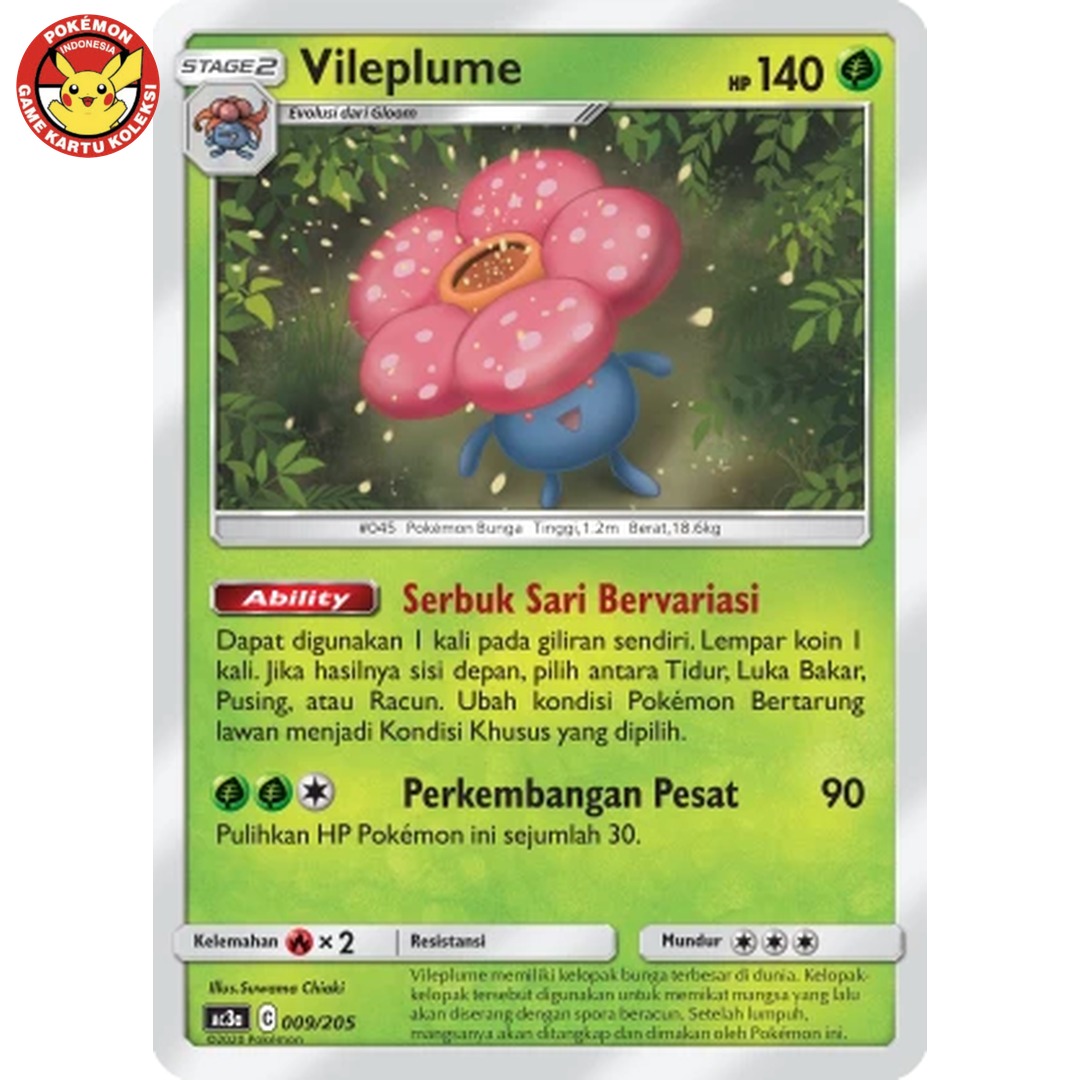 POKÉMON
INDONESIA
GAME KARTU KOLEKSI
STAGE 2
Vileplume
HP 140
Evolusi dari Gloom
#045 Pokémon Bunga Tinggi,1.2m Berat,18.6kg
Ability Serbuk Sari Bervariasi
Dapat digunakan 1 kali pada giliran sendiri. Lempar koin 1
kali. Jika hasilnya sisi depan, pilih antara Tidur, Luka Bakar,
Pusing, atau Racun. Ubah kondisi Pokémon Bertarung
lawan menjadi Kondisi Khusus yang dipilih.
Perkembangan Pesat 90
Pulihkan HP Pokémon ini sejumlah 30.
Kelemahan ×2 Resistansi Mundur
Illus.Suwama Chiaki
Vileplume memiliki kelopak bunga terbesar di dunia. Kelopak-
kelopak tersebut digunakan untuk memikat mangsa yang lalu
akan diserang dengan spora beracun. Setelah lumpuh,
mangsanya akan ditangkap dan dimakan oleh Pokémon ini.
C 009/205
Pokémon